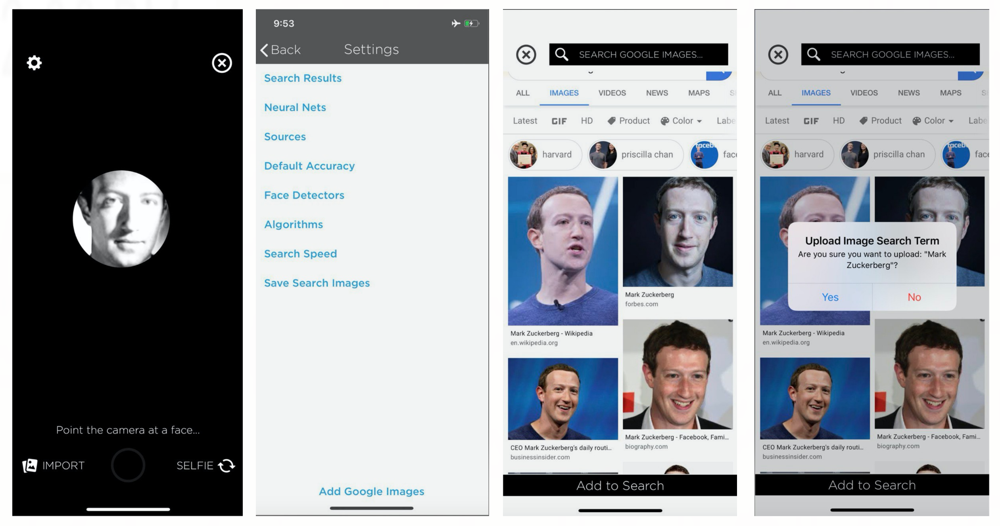 Point the camera at a face...
IMPORT
SELFIE
9:53
Back
Settings
Search Results
Neural Nets
Sources
Default Accuracy
Face Detectors
Algorithms
Search Speed
Save Search Images
Add Google Images
SEARCH GOOGLE IMAGES...
ALL IMAGES VIDEOS NEWS MAPS
Latest GIF HD Product Color Labe
harvard
priscilla chan
faceb
face
Mark Zuckerberg
forbes.com
Mark Zuckerberg - Wikipedia
en.wikipedia.org
Mark Zuckerberg - Facebook, Fami...
biography.com
CEO Mark Zuckerberg's daily routi...
businessinsider.com
Add to Search
SEARCH GOOGLE IMAGES...
ALL IMAGES VIDEOS NEWS MAPS
Latest GIF HD Product Color Labe
harvard
priscilla chan
faceb
face
Upload Image Search Term
Are you sure you want to upload: "Mark
Zuckerberg"?
Yes
No
Mark Zuckerberg - Wikipedia
en.wikipedia.org
Mark Zuckerberg - Facebook, Fami...
biography.com
CEO Mark Zuckerberg's daily routi...
businessinsider.com
Add to Search